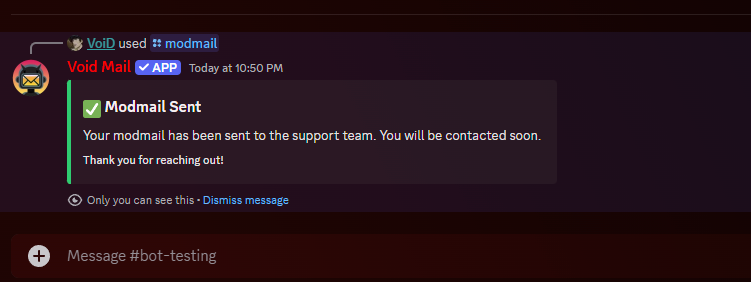 VoiD used modmail
Void Mail ✓ APP Today at 10:50 PM
✅ Modmail Sent
Your modmail has been sent to the support team. You will be contacted soon.
Thank you for reaching out!
Only you can see this • Dismiss message
Message #bot-testing